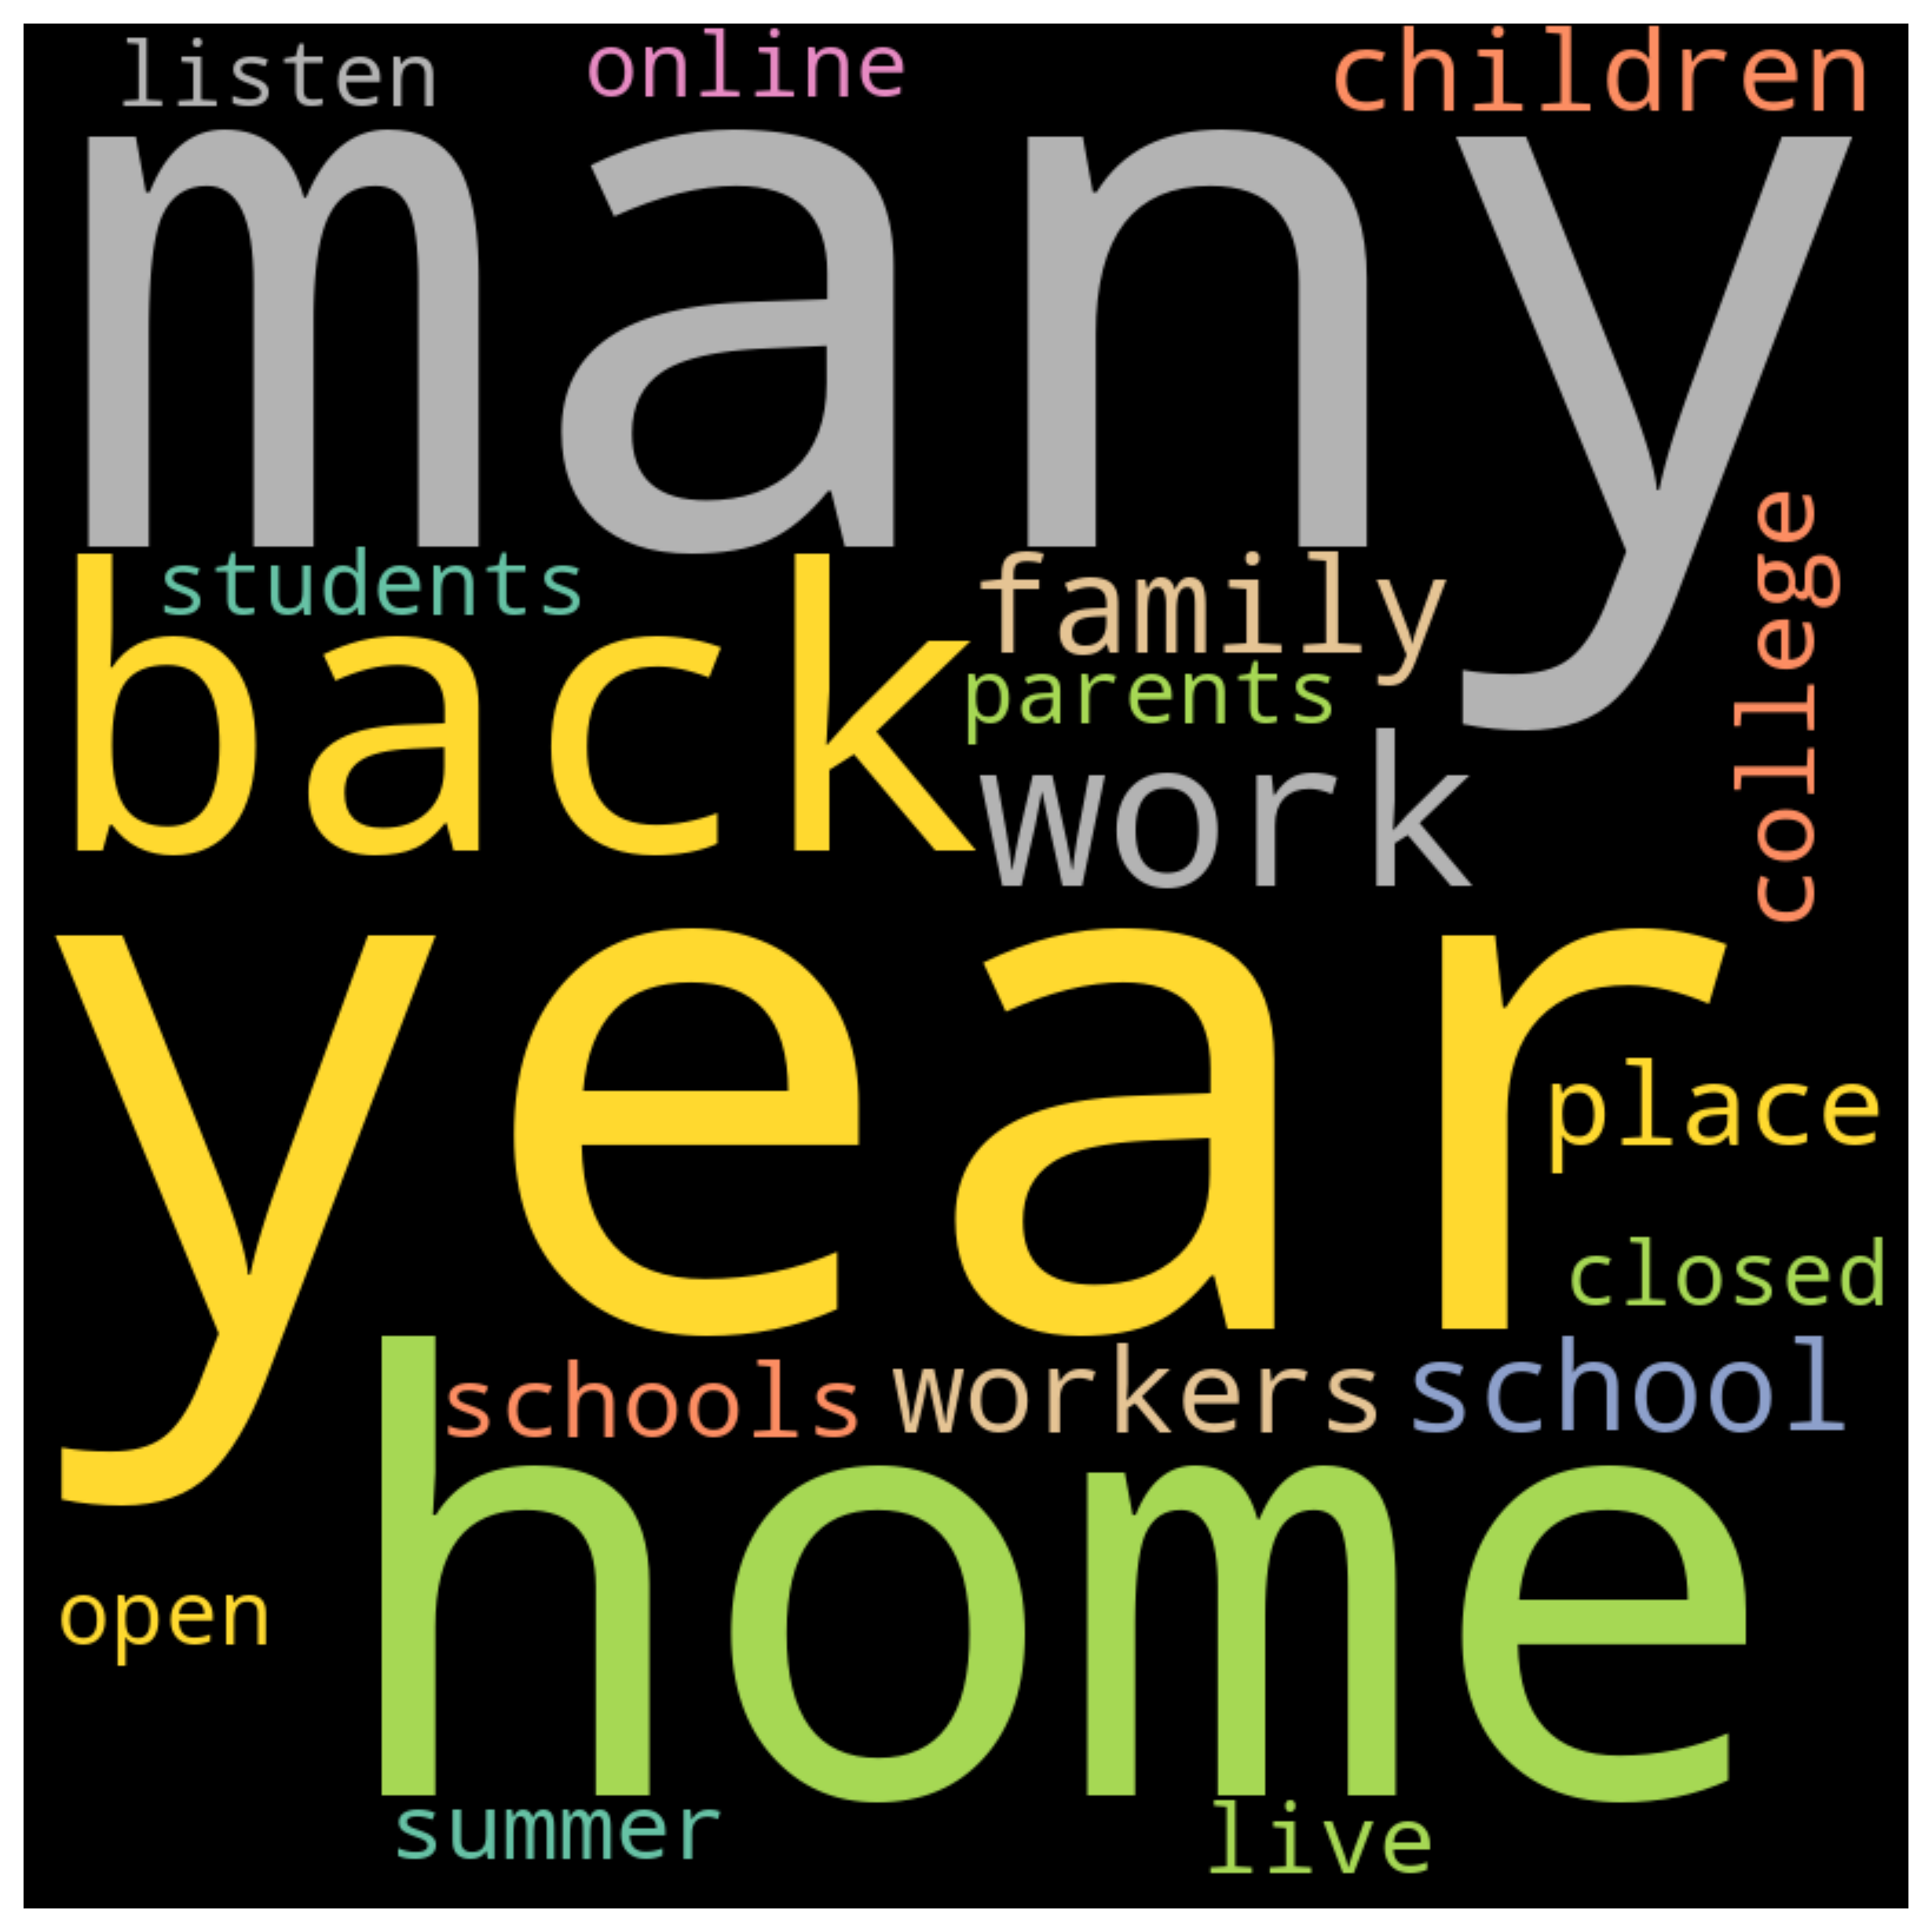 listen online children
many
students family
college
back parents
work
year
place
closed
schools workers school
home
open
summer live